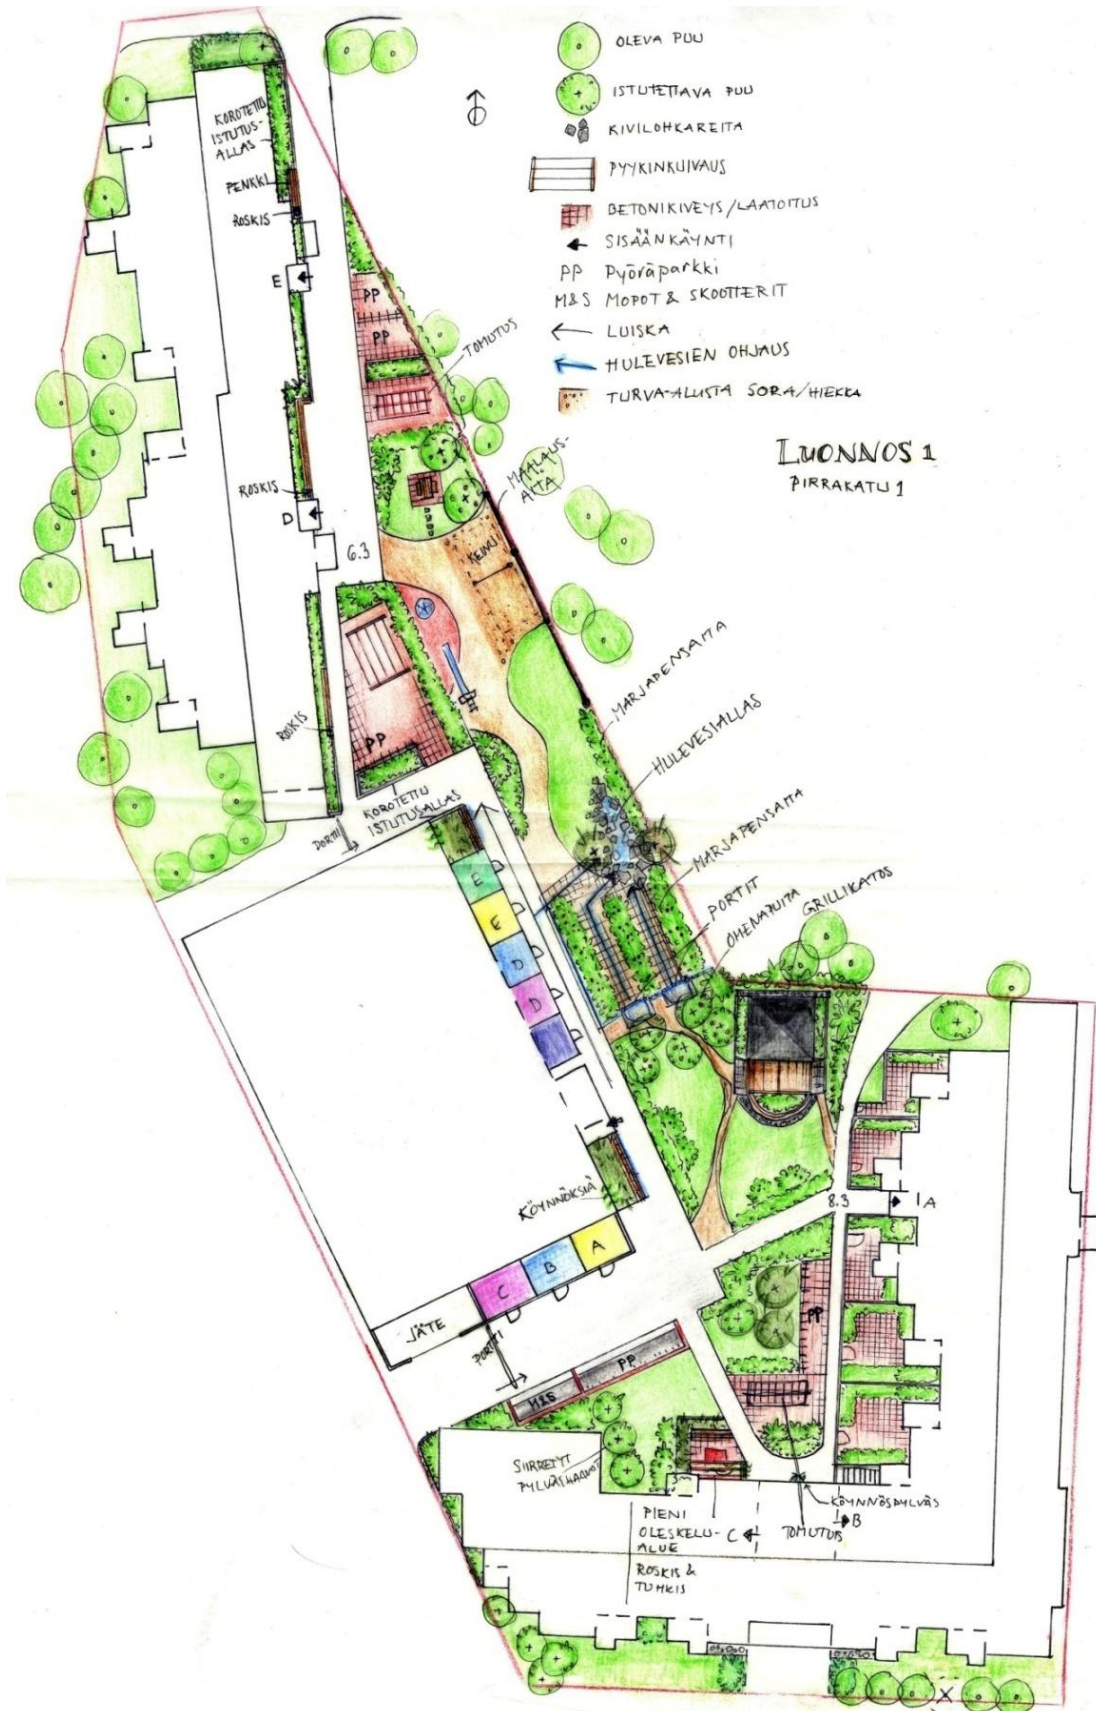 OLEVA PUU
ISTUTETTAVA PUU
KIVILOHKAREITA
PYYKINKUIVAUS
BETONIKIVEYS/LAATOITUS
SISÄÄNKÄYNTI
PP Pyöräparkki
M&S MOPOT & SKOOTTERIT
LUISKA
HULEVESIEN OHJAUS
TURVA-ALUSTA SORA/HIEKKA
LUONNOS 1
PIRRAKATU 1
KOROTETTU
ISTUTUS-
ALLAS
PENKKI
ROSKIS
E
PP
PP
TOMUTUS
MAALAUS-
AITA
ROSKIS
D
6.3
KEINU
MARJAPENSAITA
HULEVESIALLAS
ROSKIS
PP
KOROTETTU
ISTUTUSALLAS
PORTTI
MARJAPENSAITA
PORTIT
OMENAPUITA
GRILLIKATOS
E
E
D
D
KÖYNNÖKSIÄ
8.3
A
A
B
C
JÄTE
PORTTI
PP
PP
M&S
SIIRRETYT
PYLVÄSHAAVAT
KÖYNNÖSPYLVÄS
PIENI
OLESKELU-
ALUE
C
TOMUTUS
B
ROSKIS &
TUHKIS